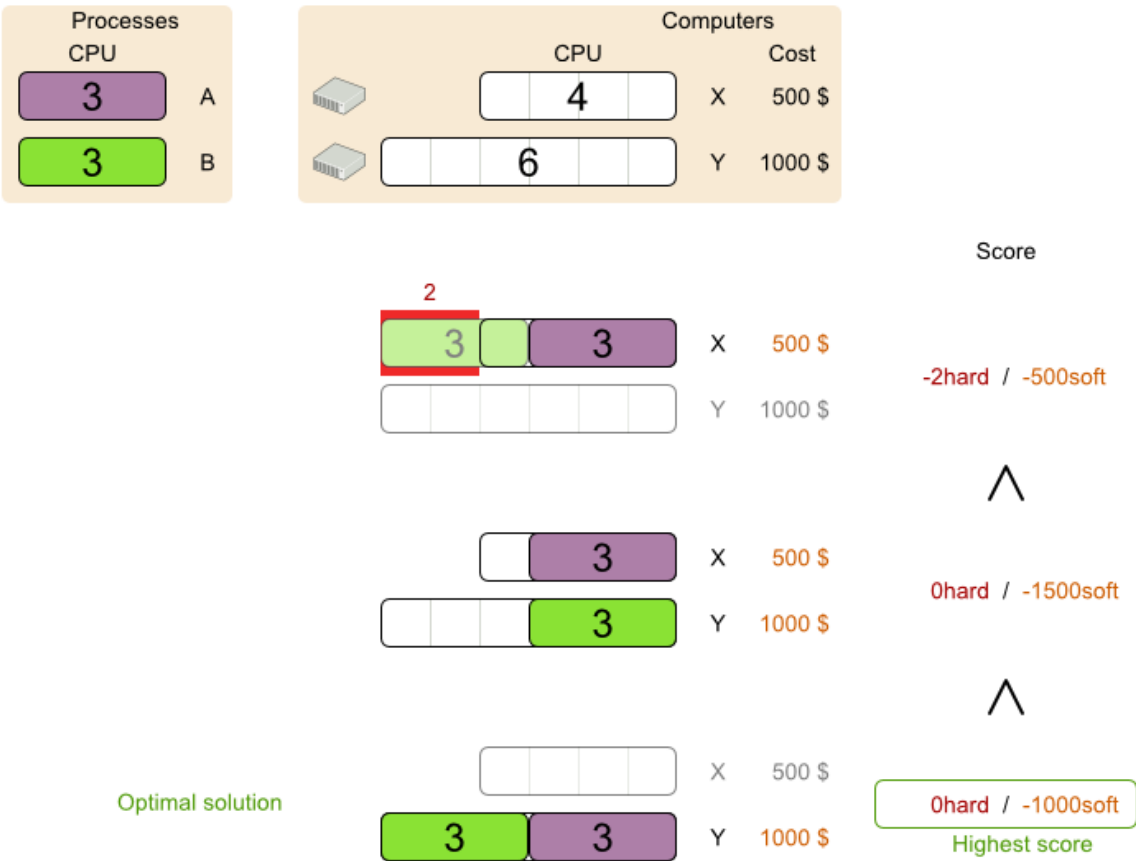 Processes Computers
CPU CPU Cost
3 A 4 X 500 $
3 B 6 Y 1000 $
Score
2
3 3 X 500 $
-2hard / -500soft
Y 1000 $
3 X 500 $
0hard / -1500soft
3 Y 1000 $
X 500 $
Optimal solution 0hard / -1000soft
3 3 Y 1000 $ Highest score